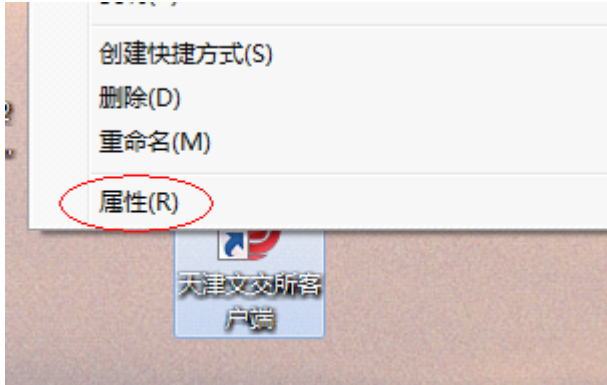 创建快捷方式(S)
删除(D)
重命名(M)
属性(R)
天津文交所客
户端